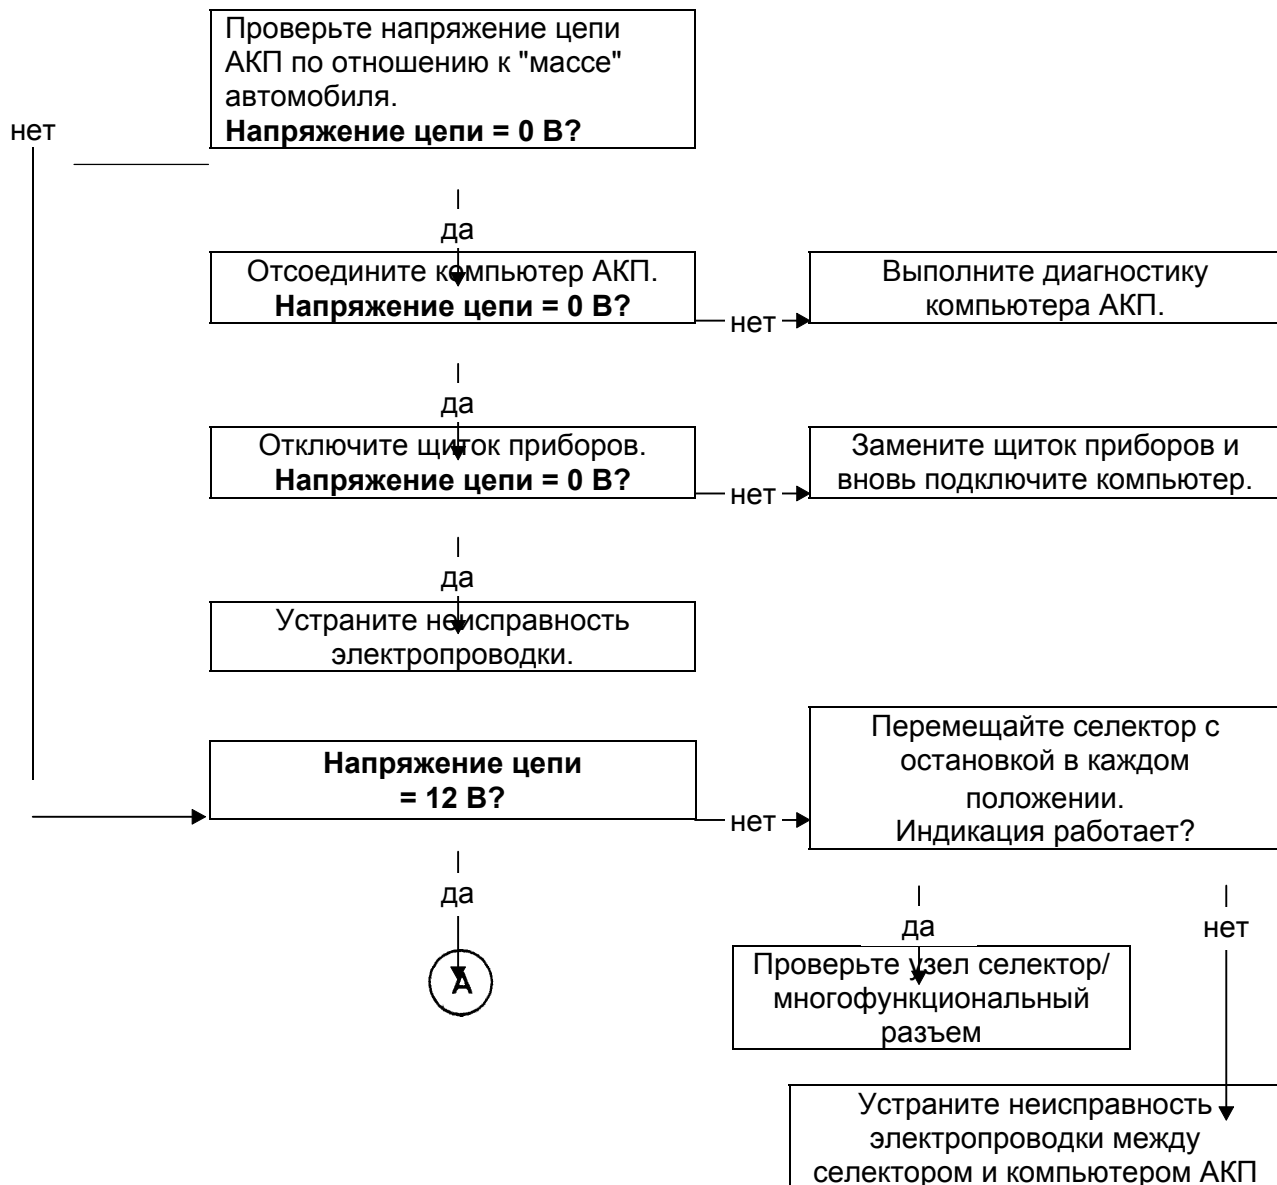 Проверьте напряжение цепи
АКП по отношению к "массе"
автомобиля.
Напряжение цепи = 0 В?
нет
да
Отсоедините компьютер АКП.
Напряжение цепи = 0 В?
нет
Выполните диагностику
компьютера АКП.
да
Отключите щиток приборов.
Напряжение цепи = 0 В?
нет
Замените щиток приборов и
вновь подключите компьютер.
да
Устраните неисправность
электропроводки.
Напряжение цепи
= 12 В?
нет
Перемещайте селектор с
остановкой в каждом
положении.
Индикация работает?
да
А
да
нет
Проверьте узел селектор/
многофункциональный
разъем
Устраните неисправность
электропроводки между
селектором и компьютером АКП